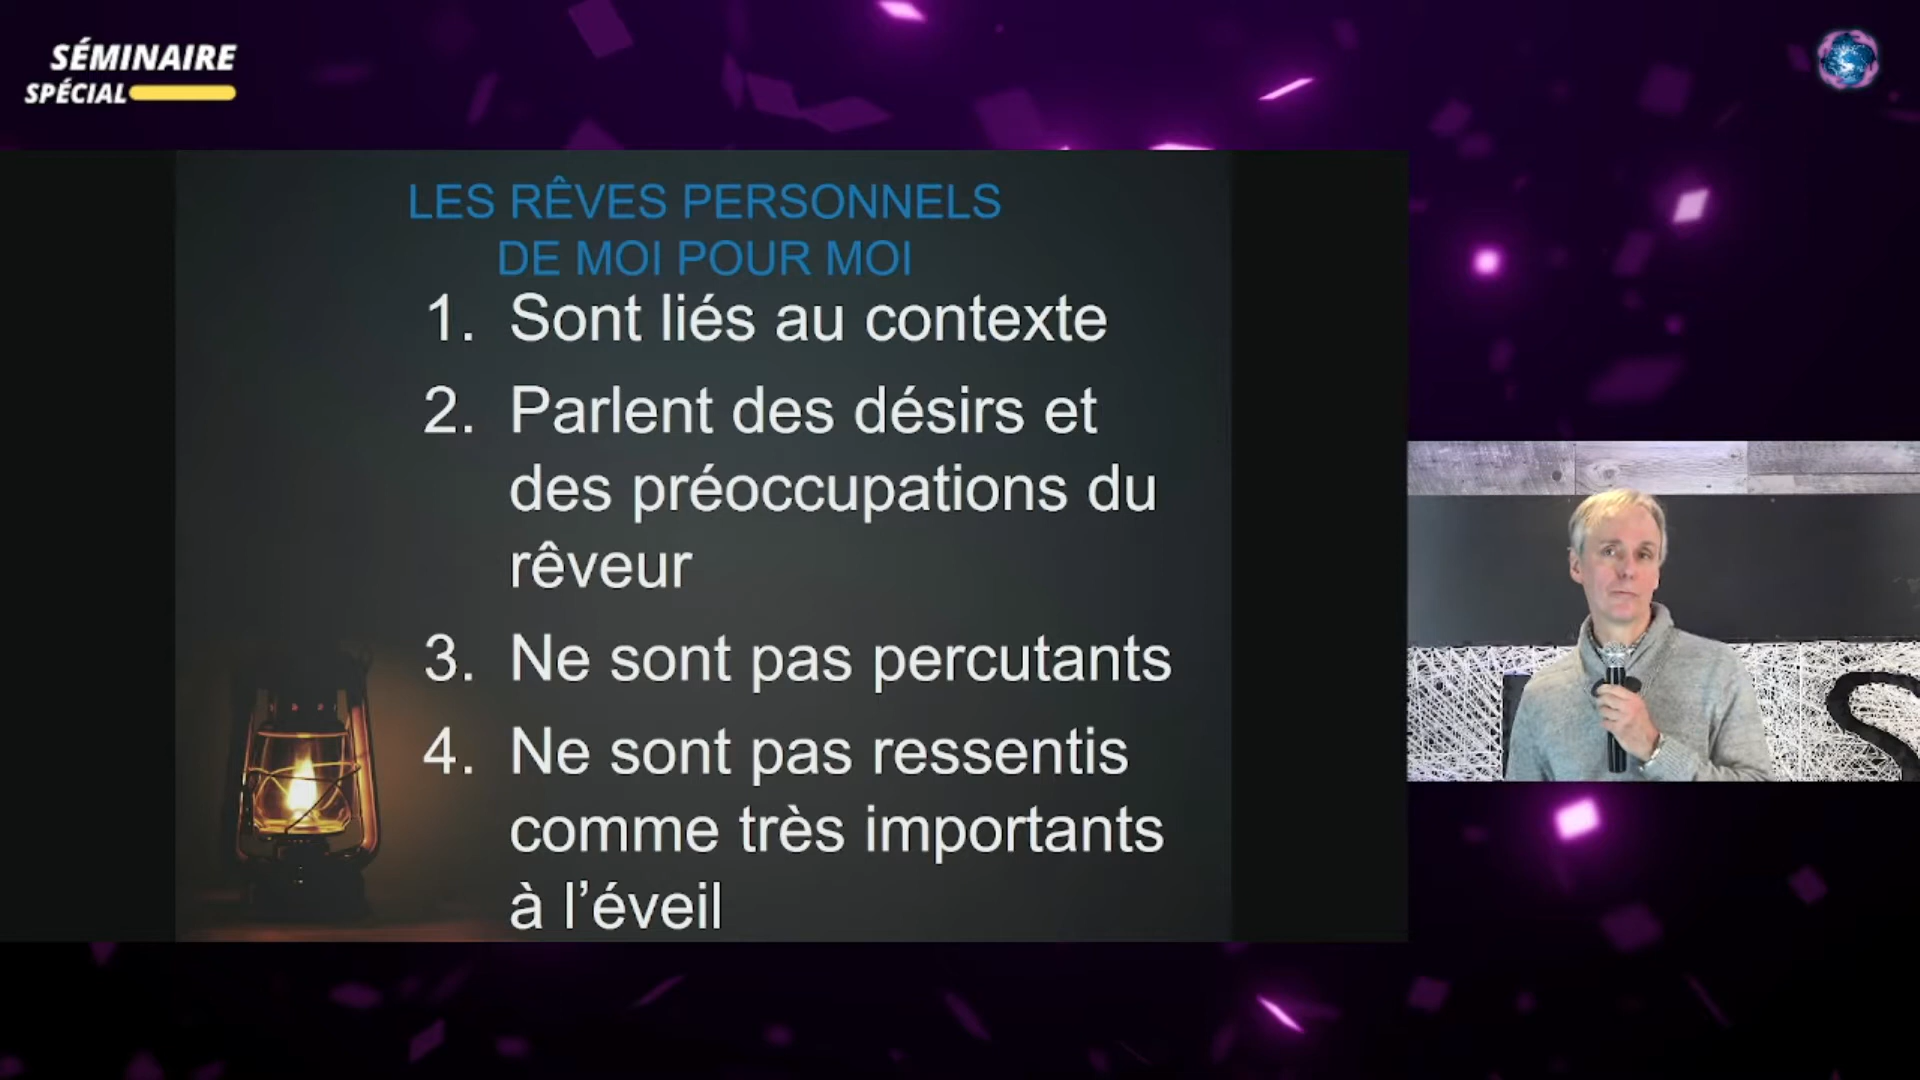 SÉMINAIRE
SPÉCIAL
LES RÊVES PERSONNELS
DE MOI POUR MOI
1. Sont liés au contexte
2. Parlent des désirs et
des préoccupations du
rêveur
3. Ne sont pas percutants
4. Ne sont pas ressentis
comme très importants
à l’éveil
S